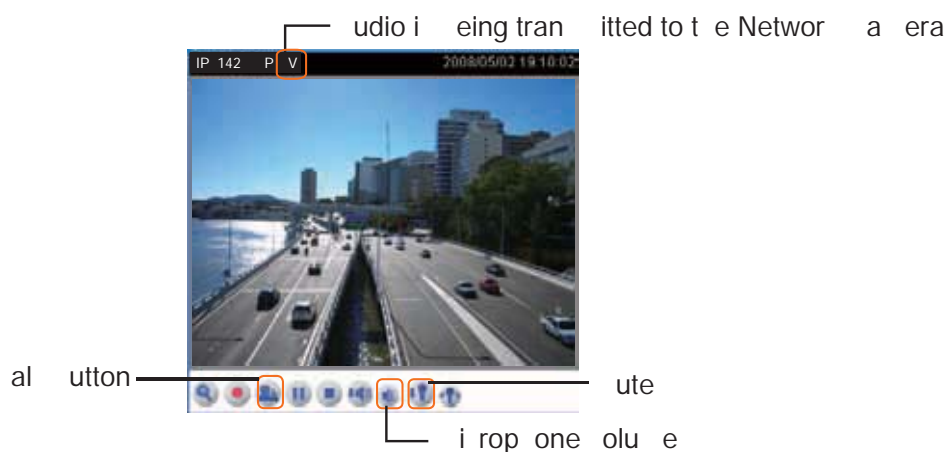 udio i eing tran itted to t e Networ a era
IP 142 P V 2008/05/02 19:10:02
al utton
ute
i rop one olu e